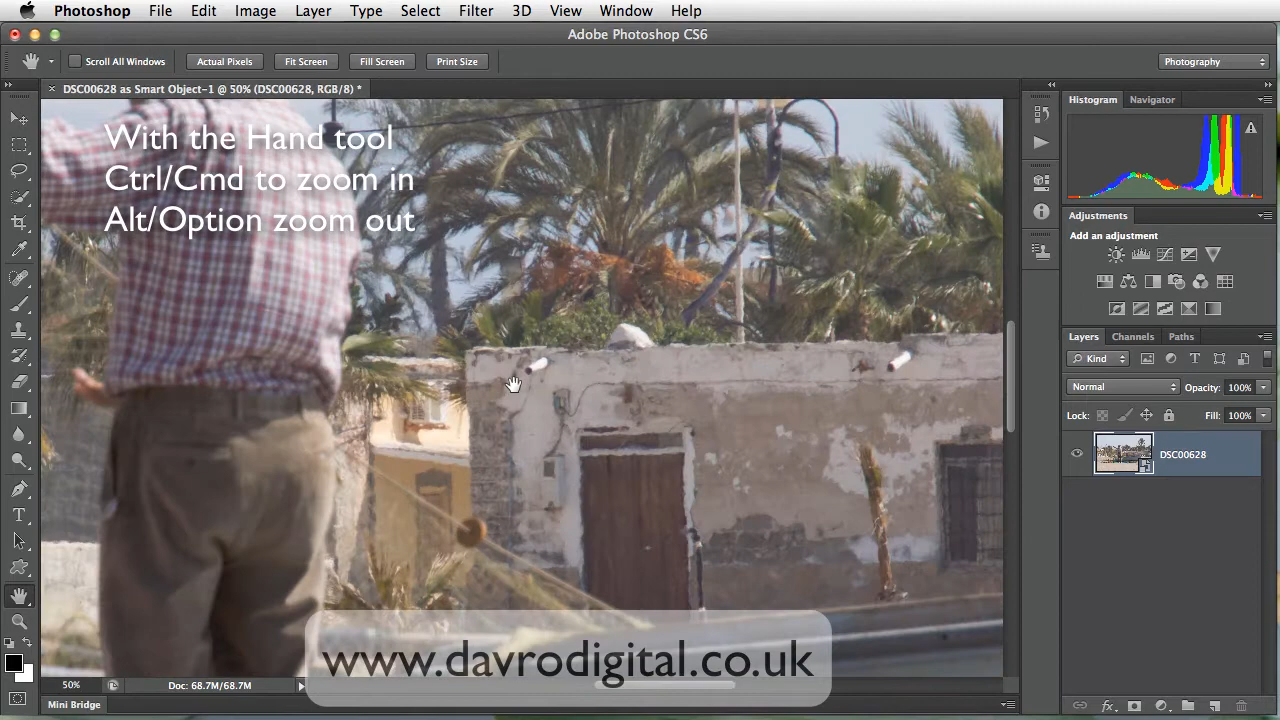 Photoshop File Edit Image Layer Type Select Filter 3D View Window Help
Adobe Photoshop CS6
Scroll All Windows Actual Pixels Fit Screen Fill Screen Print Size Photography
× DSC00628 as Smart Object-1 @ 50% (DSC00628, RGB/8) *
Histogram Navigator
With the Hand tool
Ctrl/Cmd to zoom in
Alt/Option zoom out
Adjustments
Add an adjustment
Layers Channels Paths
Kind
Normal Opacity: 100%
Lock: Fill: 100%
DSC00628
www.davrodigital.co.uk
50% Doc: 68.7M/68.7M
Mini Bridge